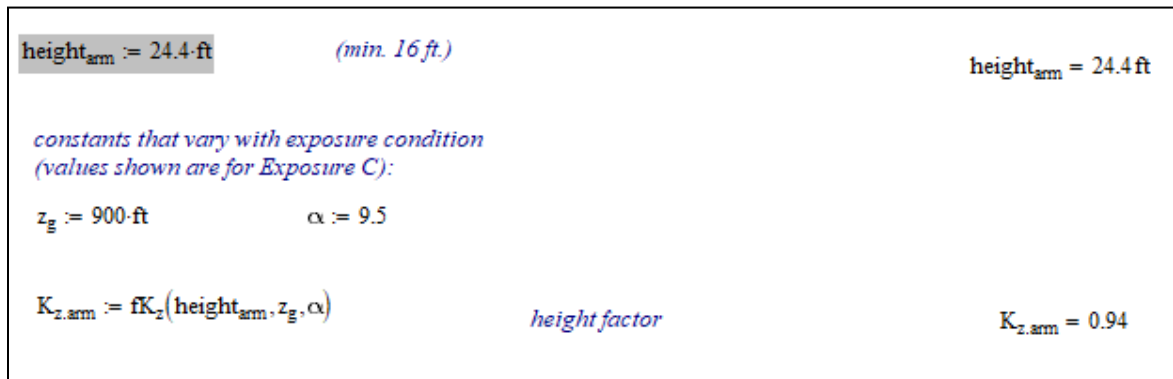 height_arm := 24.4·ft (min. 16 ft.) height_arm = 24.4 ft
constants that vary with exposure condition
(values shown are for Exposure C):
z_g := 900·ft α := 9.5
K_z.arm := fK_z(height_arm, z_g, α) height factor K_z.arm = 0.94